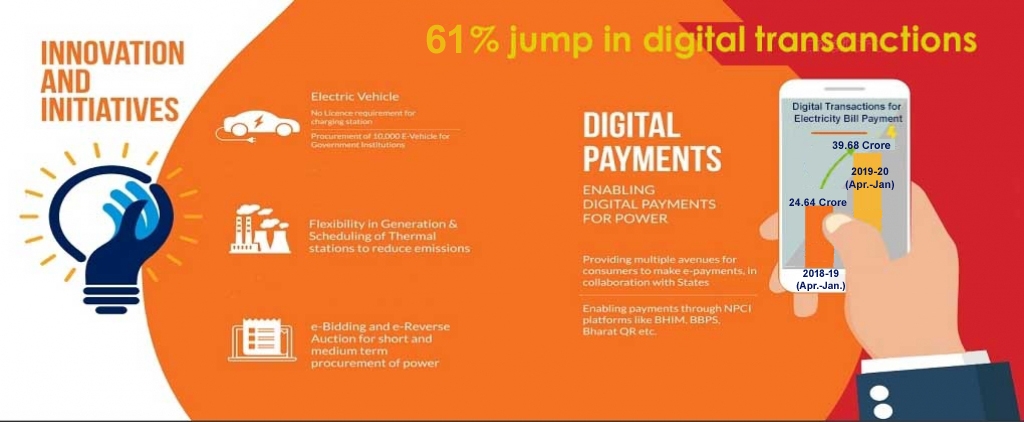 61% jump in digital transanctions
INNOVATION
AND
INITIATIVES
Electric Vehicle
No Licence requirement for
charging station
Procurement of 10,000 E-Vehicle for
Government Institutions
Flexibility in Generation &
Scheduling of Thermal
stations to reduce emissions
e-Bidding and e-Reverse
Auction for short and
medium term
procurement of power
DIGITAL
PAYMENTS
ENABLING
DIGITAL PAYMENTS
FOR POWER
Providing multiple avenues for
consumers to make e-payments, in
collaboration with States
Enabling payments through NPCI
platforms like BHIM, BBPS,
Bharat QR etc.
Digital Transactions for
Electricity Bill Payment
39.68 Crore
2019-20
(Apr.-Jan)
24.64 Crore
2018-19
(Apr.-Jan.)